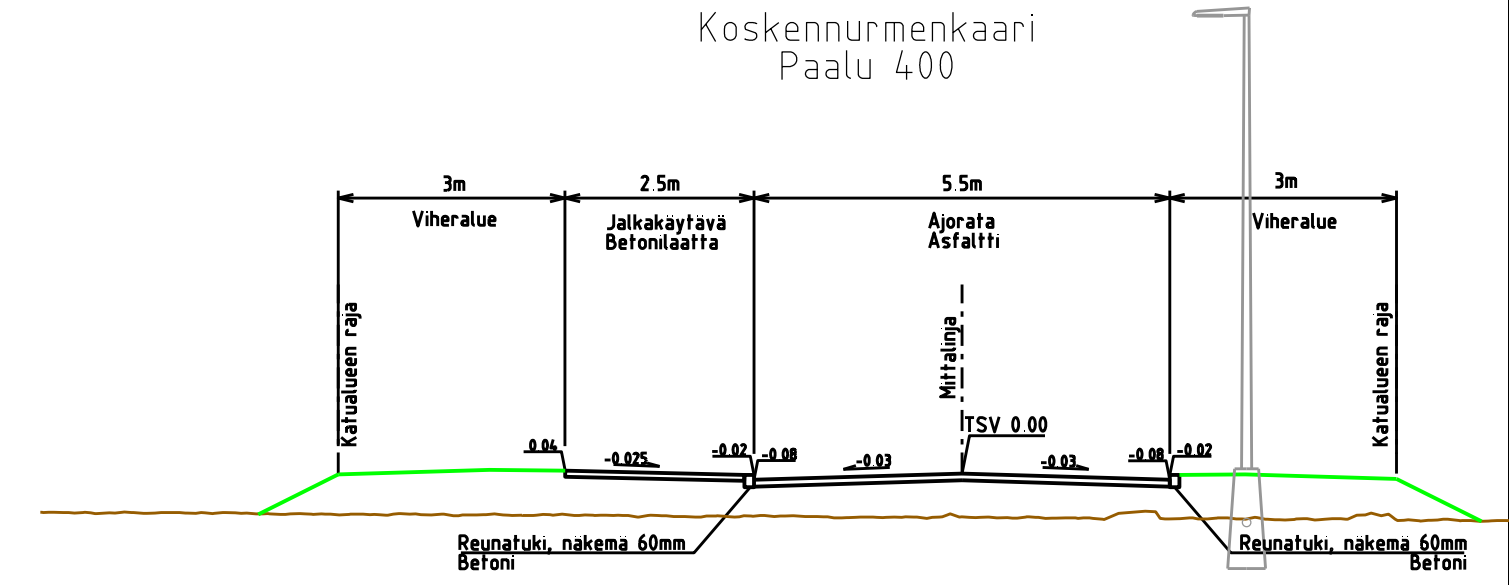 Koskennurmenkaari
Paalu 400
3m
2.5m
5.5m
3m
Viheralue
Jalkakäytävä
Betonilaatta
Ajorata
Asfaltti
Viheralue
Katualueen raja
Mittalinja
Katualueen raja
TSV 0.00
0.04
-0.025
-0.02
-0.08
-0.03
-0.03
-0.08
-0.02
Reunatuki, näkemä 60mm
Betoni
Reunatuki, näkemä 60mm
Betoni